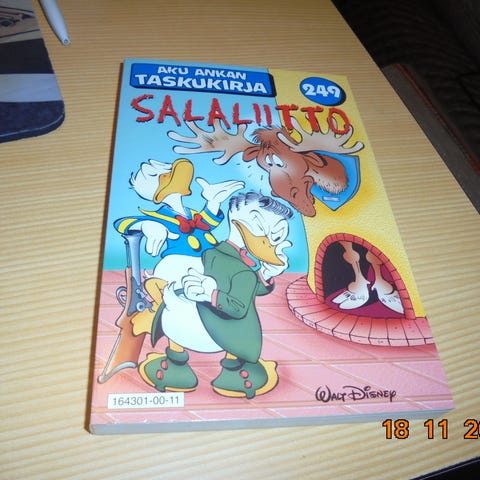 AKU ANKAN
TASKUKIRJA
249
SALALIITTO
164301-00-11
WALT DISNEY
18 11 20